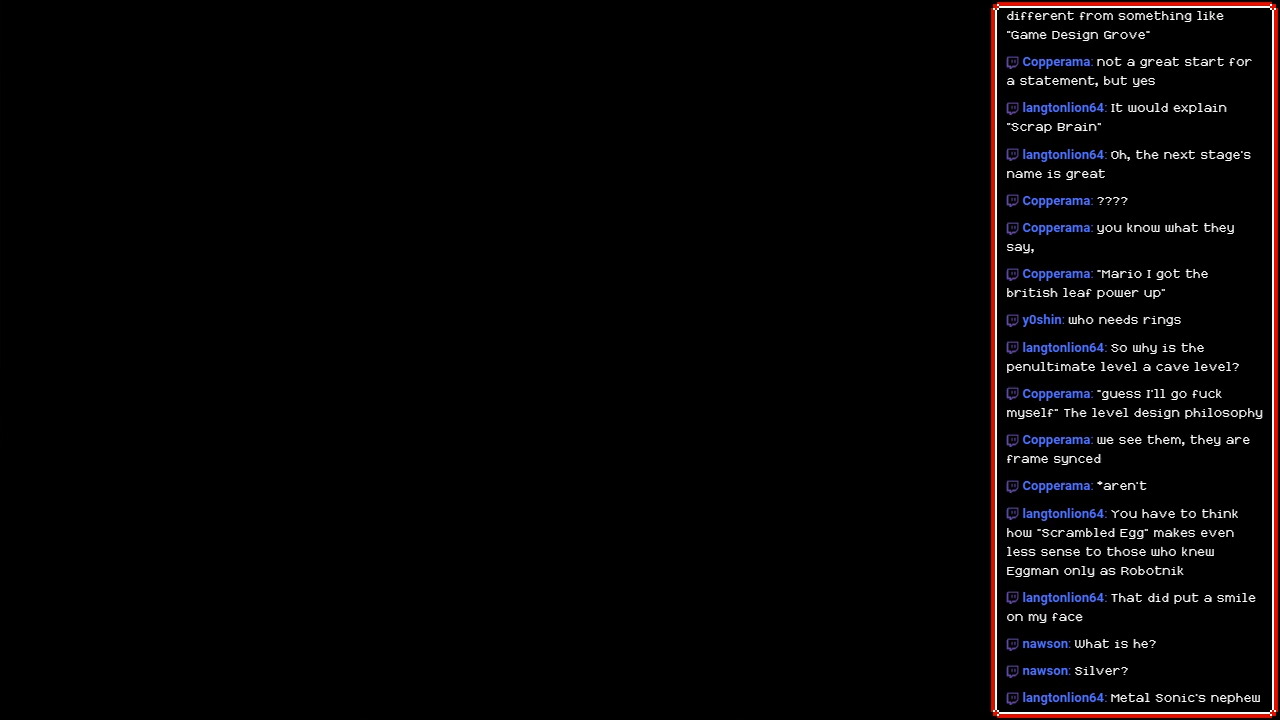 different from something like
"Game Design Grove"
Copperama: not a great start for
a statement, but yes
langtonlion64: It would explain
"Scrap Brain"
langtonlion64: Oh, the next stage's
name is great
Copperama: ????
Copperama: you know what they
say,
Copperama: "Mario I got the
british leaf power up"
y0shin: who needs rings
langtonlion64: So why is the
penultimate level a cave level?
Copperama: "guess I'll go fuck
myself" The level design philosophy
Copperama: we see them, they are
frame synced
Copperama: *aren't
langtonlion64: You have to think
how "Scrambled Egg" makes even
less sense to those who knew
Eggman only as Robotnik
langtonlion64: That did put a smile
on my face
nawson: What is he?
nawson: Silver?
langtonlion64: Metal Sonic's nephew